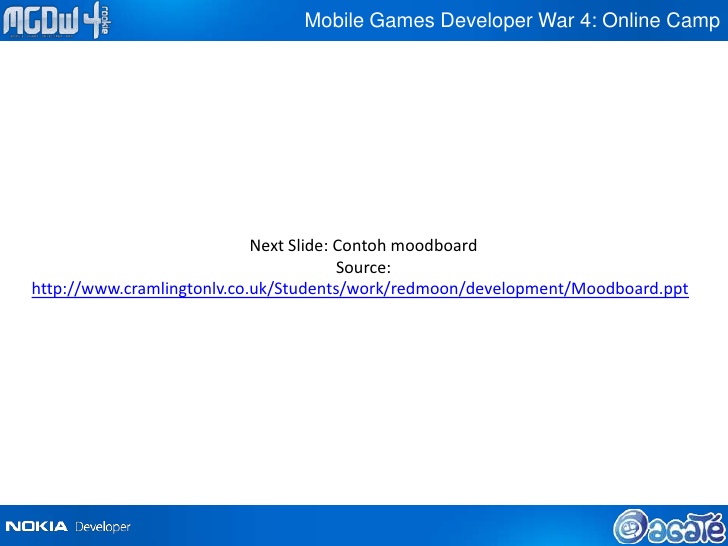 MGDW 4 rookie
Mobile Games Developer War 4: Online Camp
Next Slide: Contoh moodboard
Source:
http://www.cramlingtonlv.co.uk/Students/work/redmoon/development/Moodboard.ppt
NOKIA Developer
agate